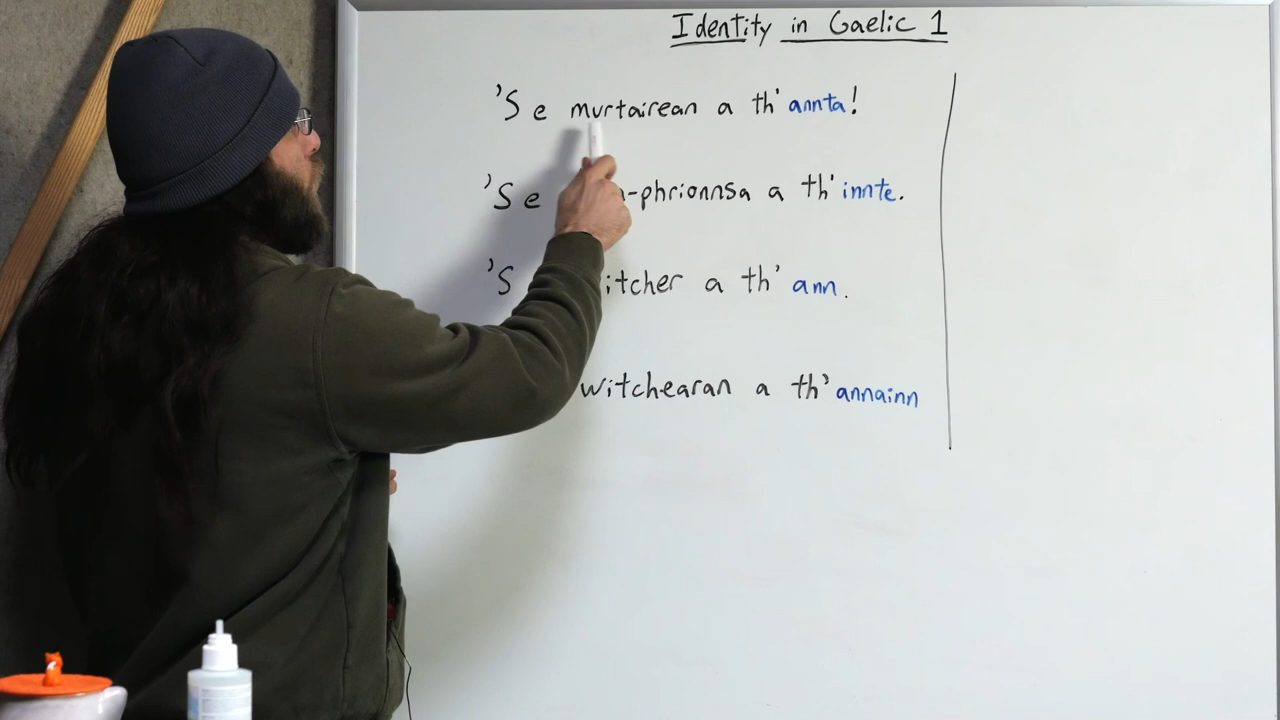 Identity in Gaelic 1
'S e murtairean a th' annta!
'S e -phrionnsa a th' innte.
'S itcher a th' ann.
witchearan a th' annainn